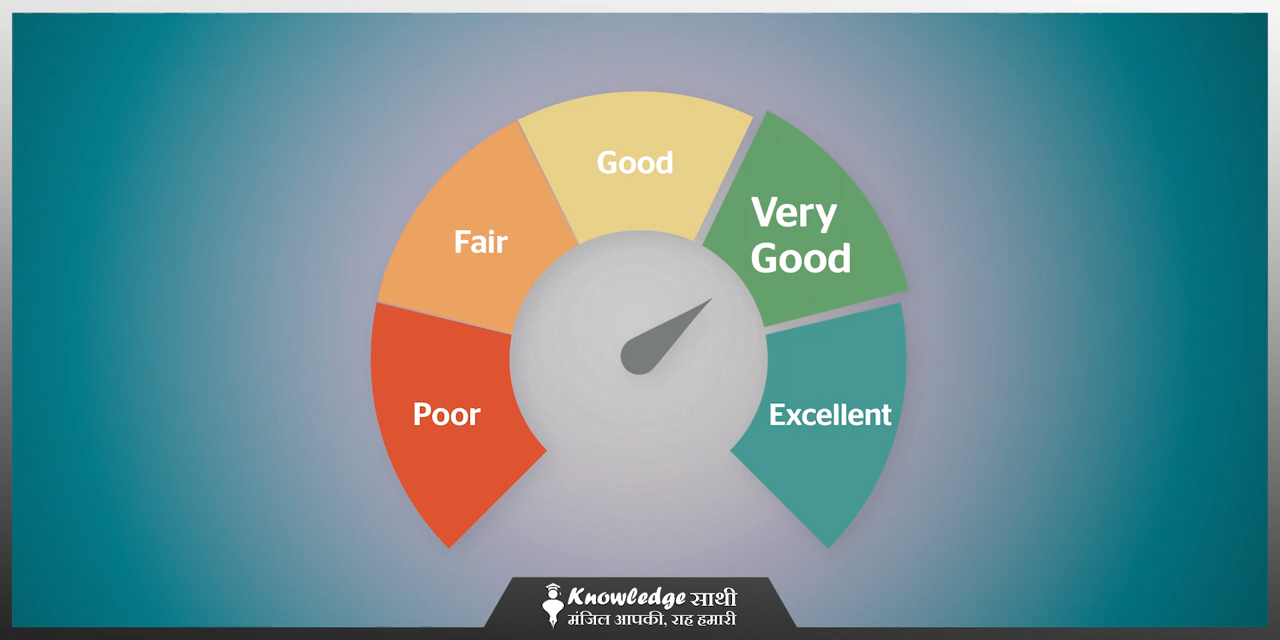 Good
Very
Good
Fair
Poor
Excellent
Knowledge साथी
मंजिल आपकी, राह हमारी